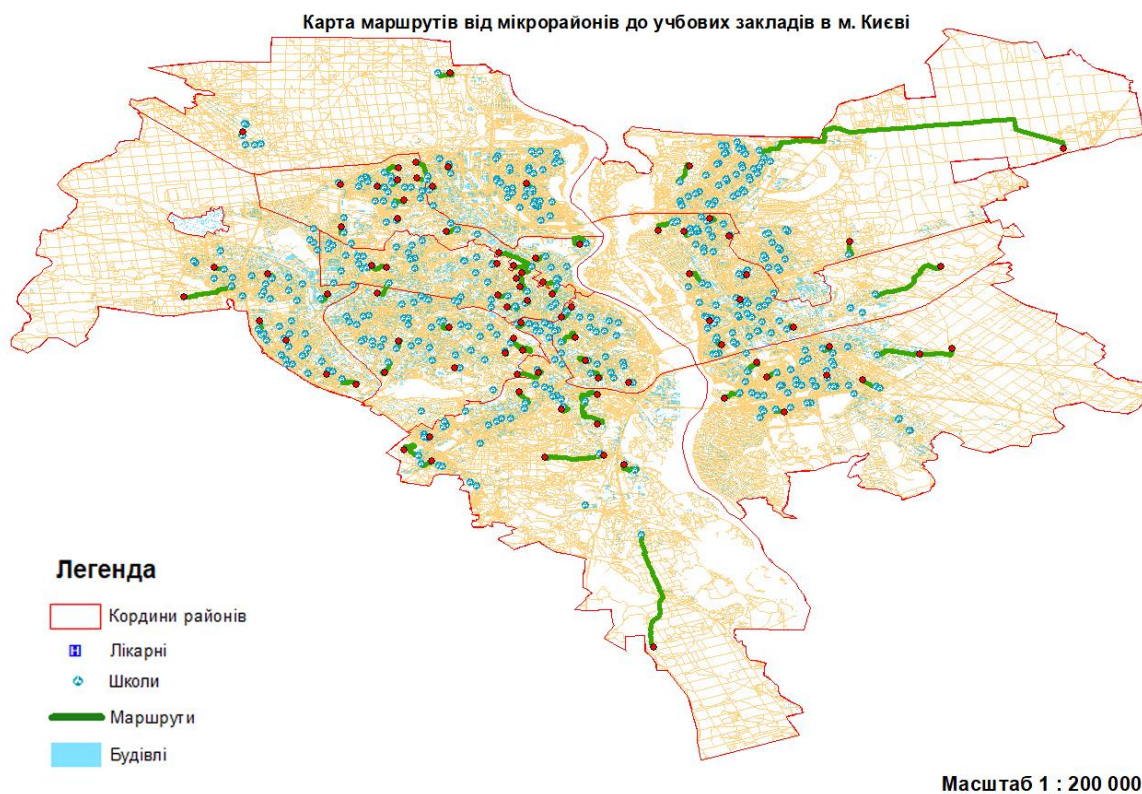 Карта маршрутів від мікрорайонів до учбових закладів в м. Києві
Легенда
Кордини районів
Лікарні
Школи
Маршрути
Будівлі
Масштаб 1 : 200 000